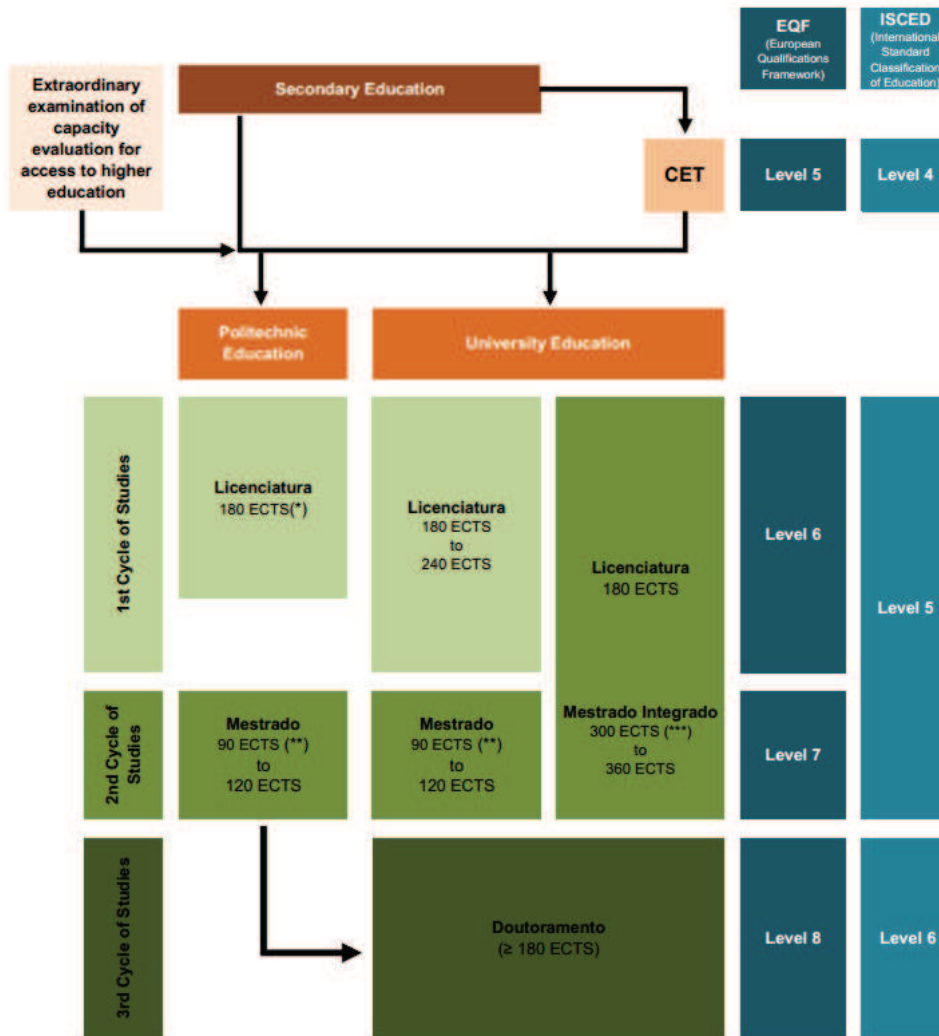 EQF
(European
Qualifications
Framework)
ISCED
(International
Standard
Classification
of Education)
Extraordinary
examination of
capacity
evaluation for
access to higher
education
Secondary Education
CET
Level 5
Level 4
Politechnic
Education
University Education
1st Cycle of Studies
Licenciatura
180 ECTS(*)
Licenciatura
180 ECTS
to
240 ECTS
Licenciatura
180 ECTS
Level 6
Level 5
2nd Cycle of
Studies
Mestrado
90 ECTS (**)
to
120 ECTS
Mestrado
90 ECTS (**)
to
120 ECTS
Mestrado Integrado
300 ECTS (***)
to
360 ECTS
Level 7
3rd Cycle of Studies
Doutoramento
(≥ 180 ECTS)
Level 8
Level 6